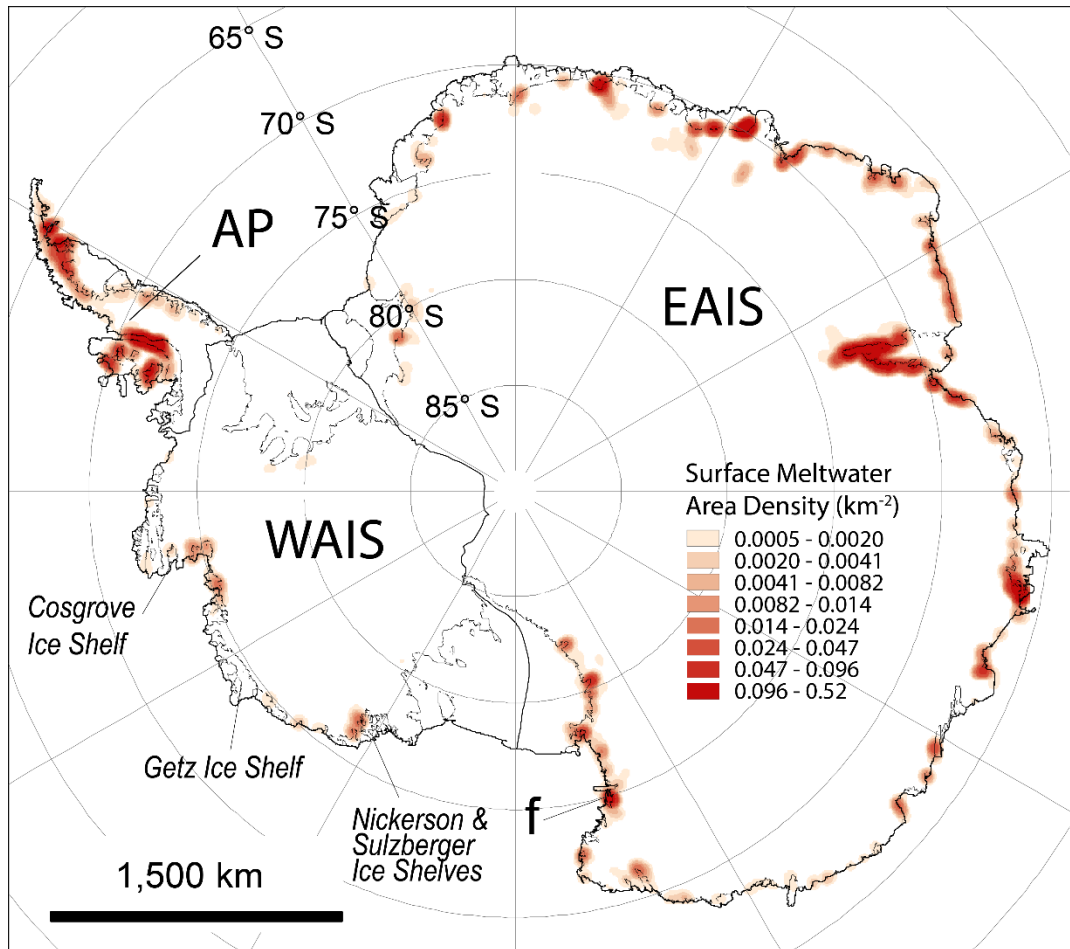 65° S
70° S
75° S
80° S
85° S
AP
EAIS
WAIS
Cosgrove
Ice Shelf
Getz Ice Shelf
Nickerson &
Sulzberger
Ice Shelves
f
Surface Meltwater
Area Density (km⁻²)
0.0005 - 0.0020
0.0020 - 0.0041
0.0041 - 0.0082
0.0082 - 0.014
0.014 - 0.024
0.024 - 0.047
0.047 - 0.096
0.096 - 0.52
1,500 km